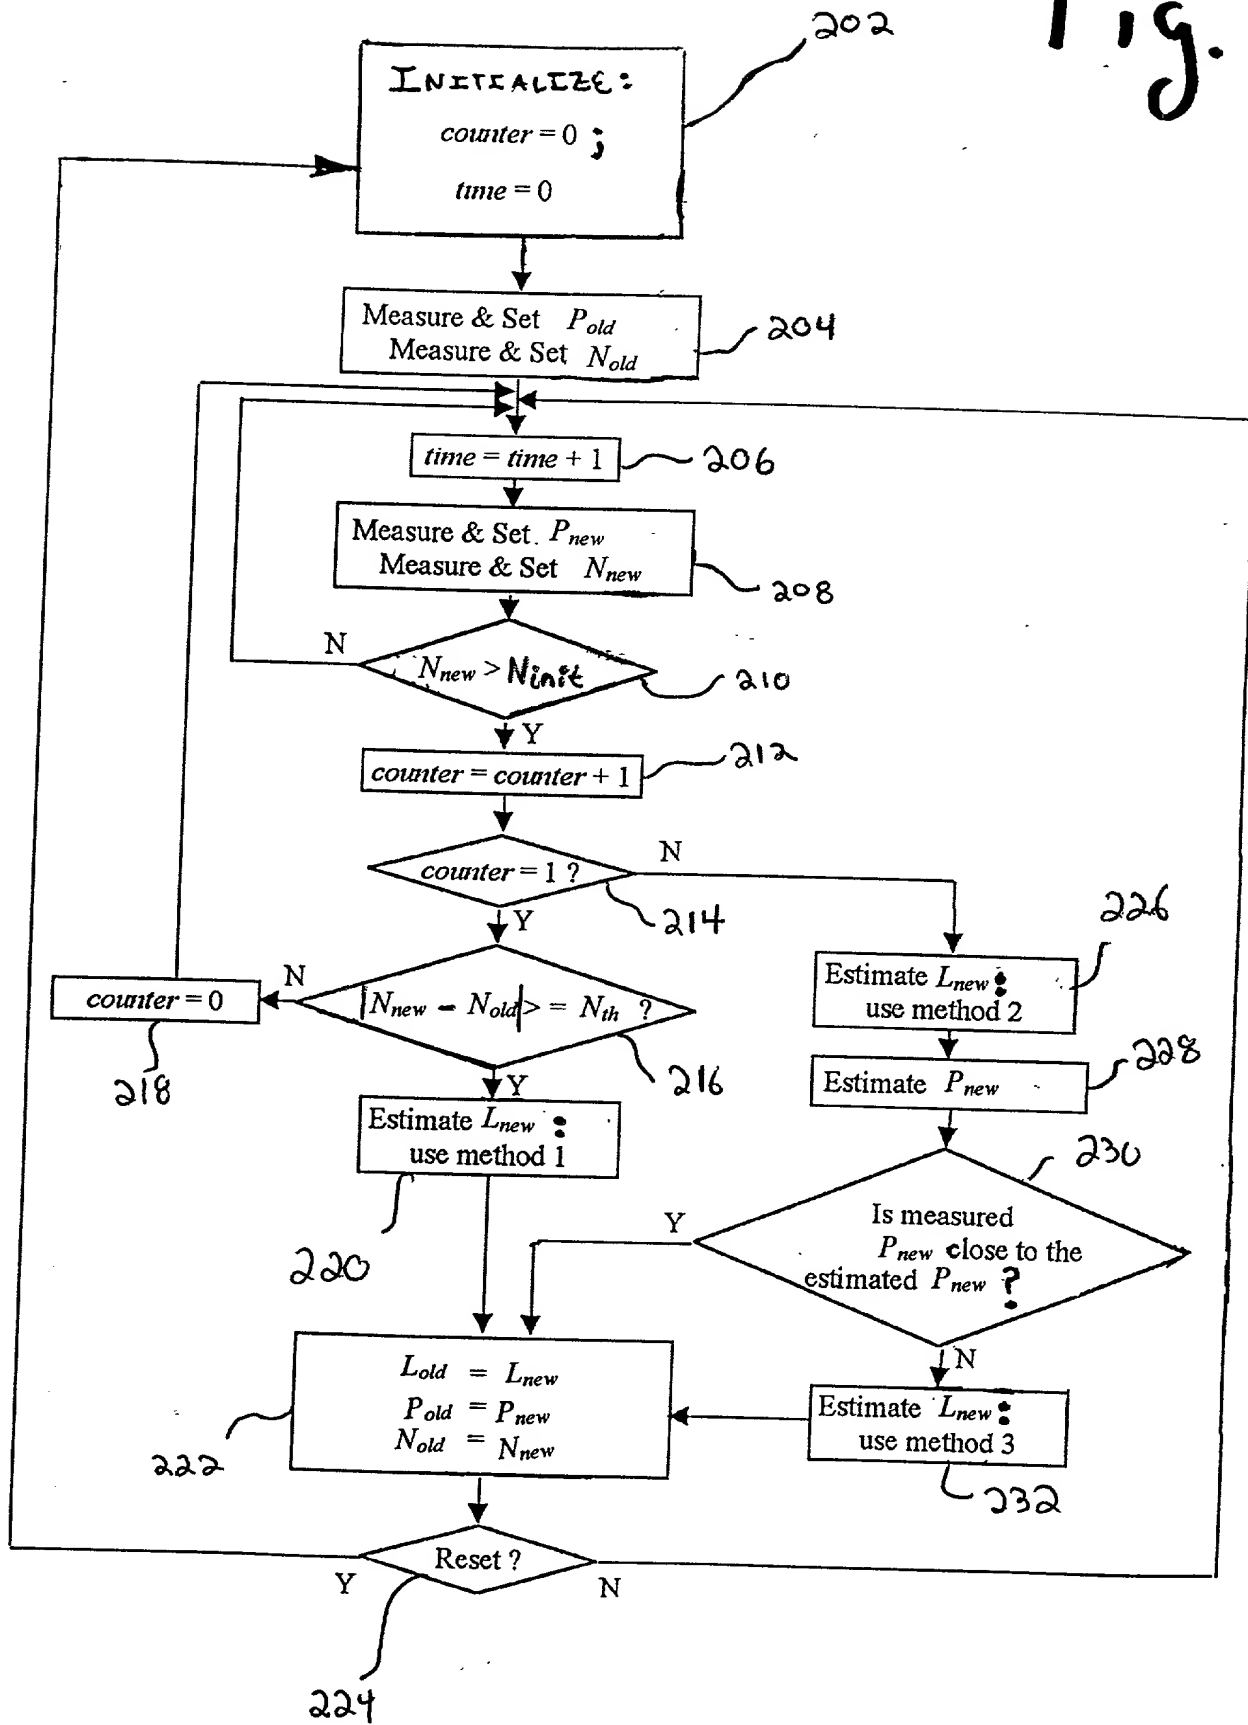 Fig.
202
INITIALIZE:
counter = 0 ;
time = 0
Measure & Set P_old
Measure & Set N_old
204
time = time + 1
206
Measure & Set. P_new
Measure & Set N_new
208
N
N_new > Ninit
210
Y
counter = counter + 1
212
counter = 1 ?
N
214
Y
|N_new - N_old| >= N_th ?
N
216
counter = 0
218
Y
Estimate L_new :
use method 1
220
Estimate L_new :
use method 2
226
Estimate P_new
228
230
Is measured
P_new close to the
estimated P_new ?
Y
N
Estimate L_new :
use method 3
232
L_old = L_new
P_old = P_new
N_old = N_new
222
Reset ?
Y
N
224